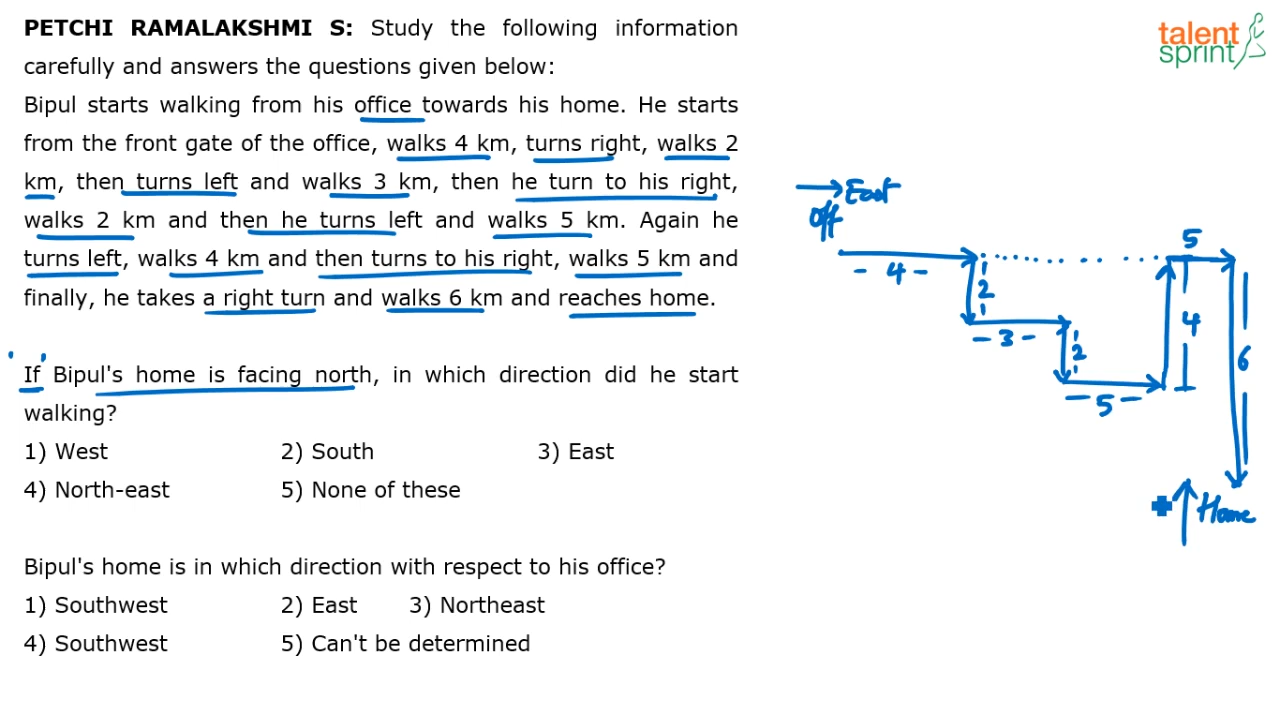 PETCHI RAMALAKSHMI S: Study the following information
carefully and answers the questions given below:
Bipul starts walking from his office towards his home. He starts
from the front gate of the office, walks 4 km, turns right, walks 2
km, then turns left and walks 3 km, then he turn to his right,
walks 2 km and then he turns left and walks 5 km. Again he
turns left, walks 4 km and then turns to his right, walks 5 km and
finally, he takes a right turn and walks 6 km and reaches home.
If Bipul's home is facing north, in which direction did he start
walking?
1) West 2) South 3) East
4) North-east 5) None of these
Bipul's home is in which direction with respect to his office?
1) Southwest 2) East 3) Northeast
4) Southwest 5) Can't be determined
talent
sprint
East
Off
5
4
2
4
3
2
6
5
Home